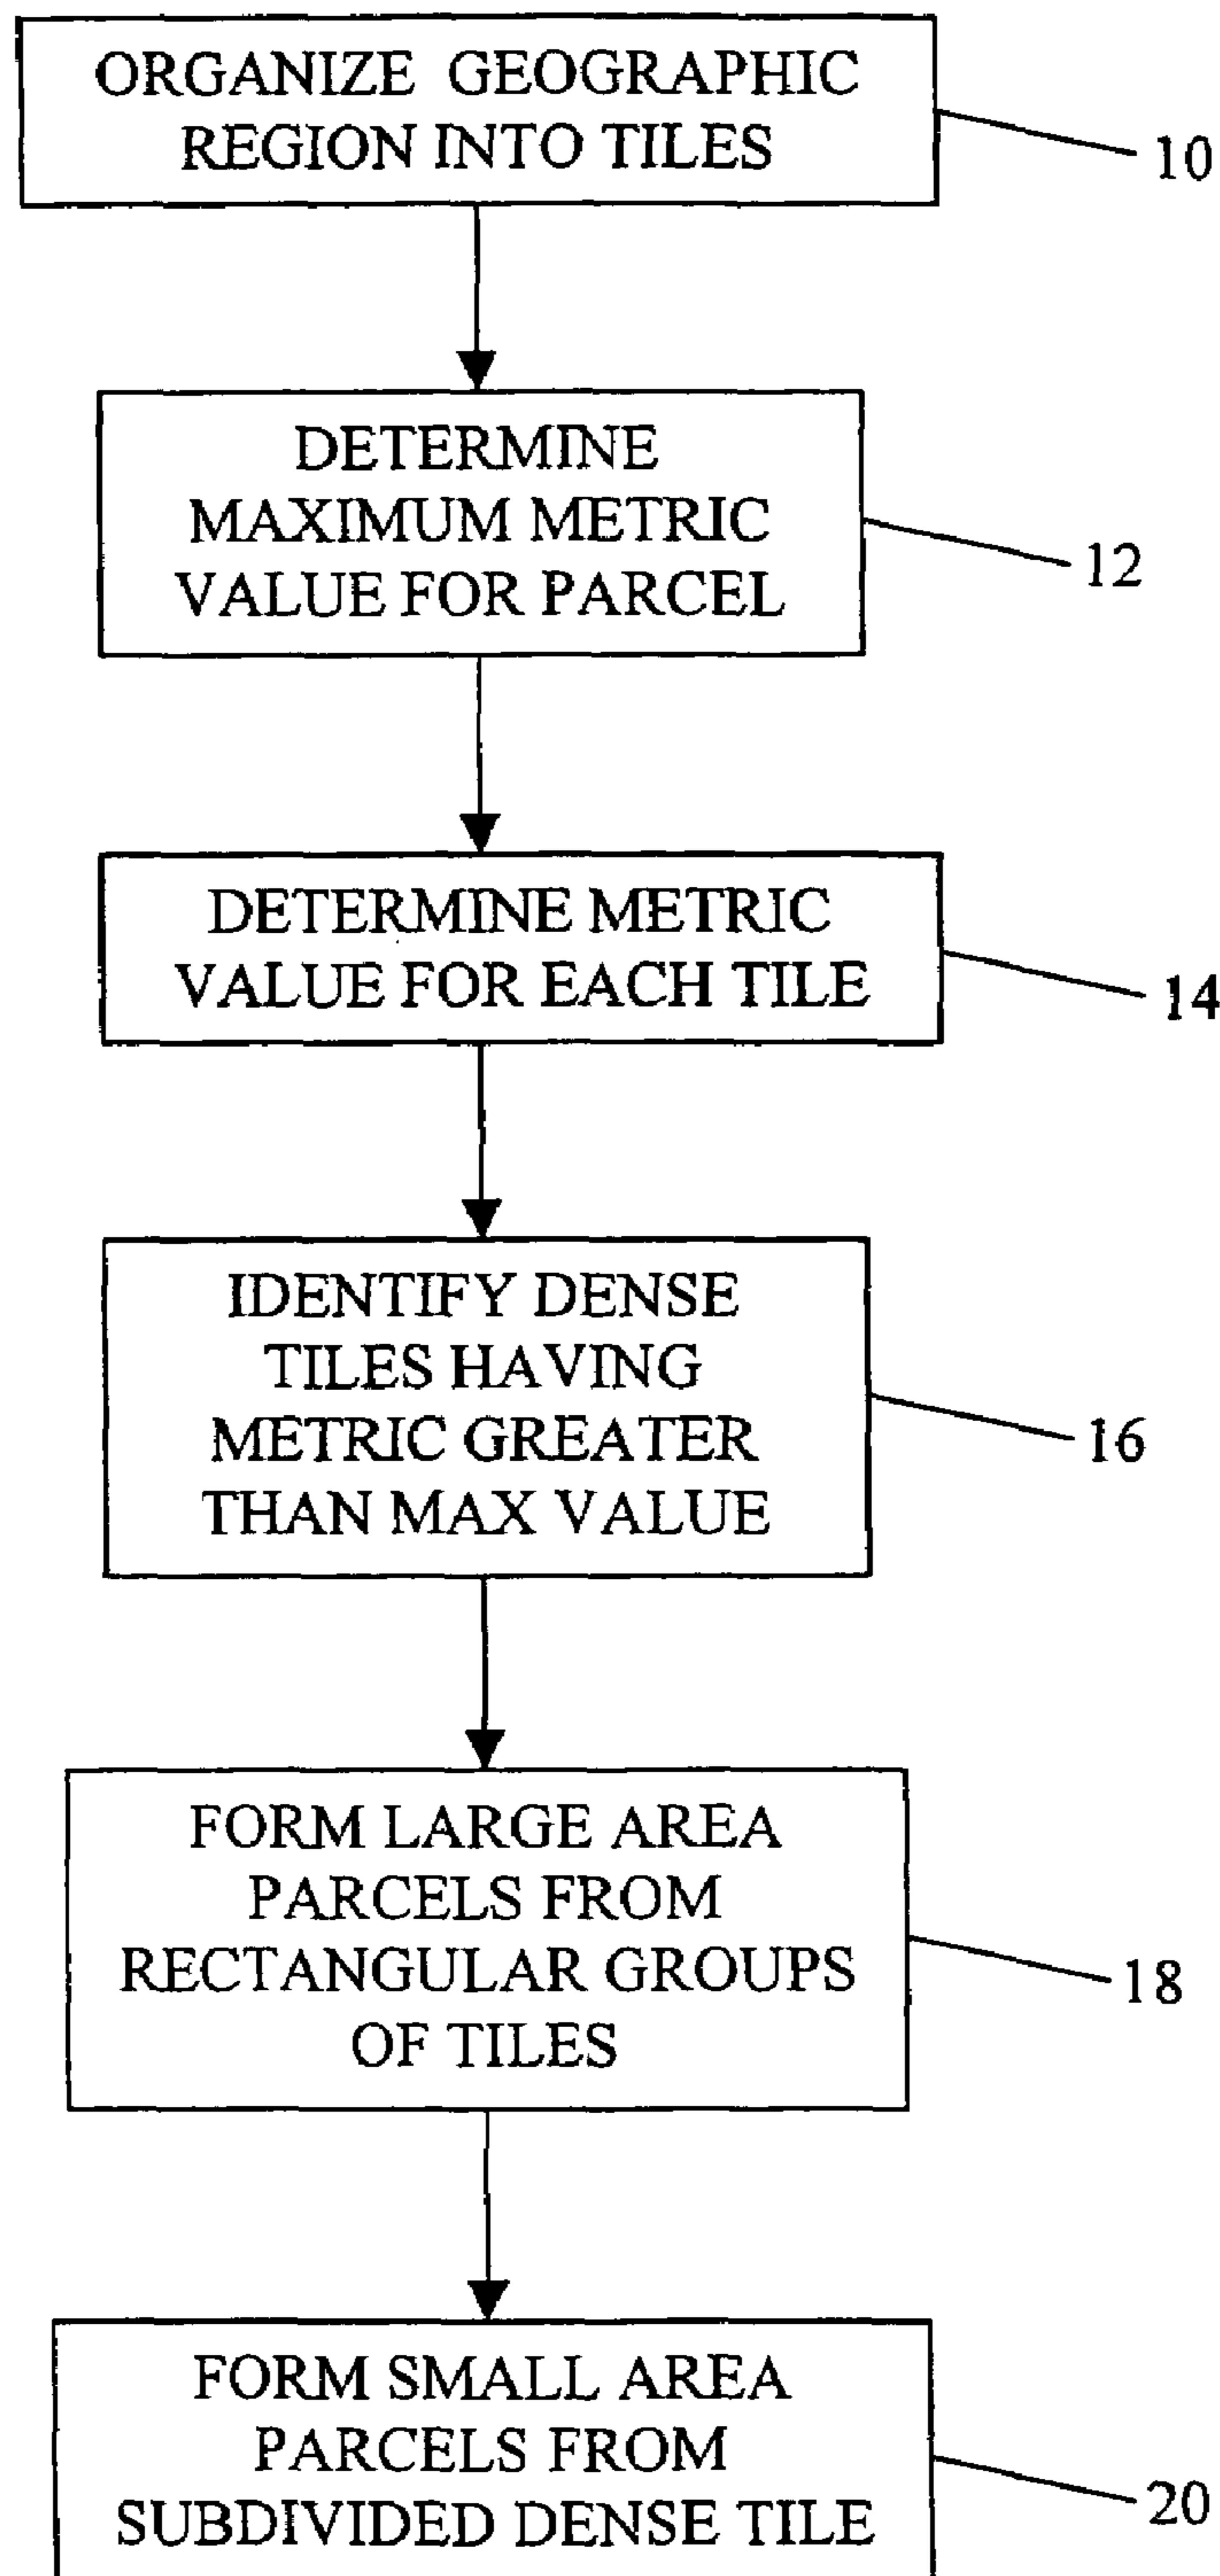 ORGANIZE GEOGRAPHIC
REGION INTO TILES
10
DETERMINE
MAXIMUM METRIC
VALUE FOR PARCEL
12
DETERMINE METRIC
VALUE FOR EACH TILE
14
IDENTIFY DENSE
TILES HAVING
METRIC GREATER
THAN MAX VALUE
16
FORM LARGE AREA
PARCELS FROM
RECTANGULAR GROUPS
OF TILES
18
FORM SMALL AREA
PARCELS FROM
SUBDIVIDED DENSE TILE
20